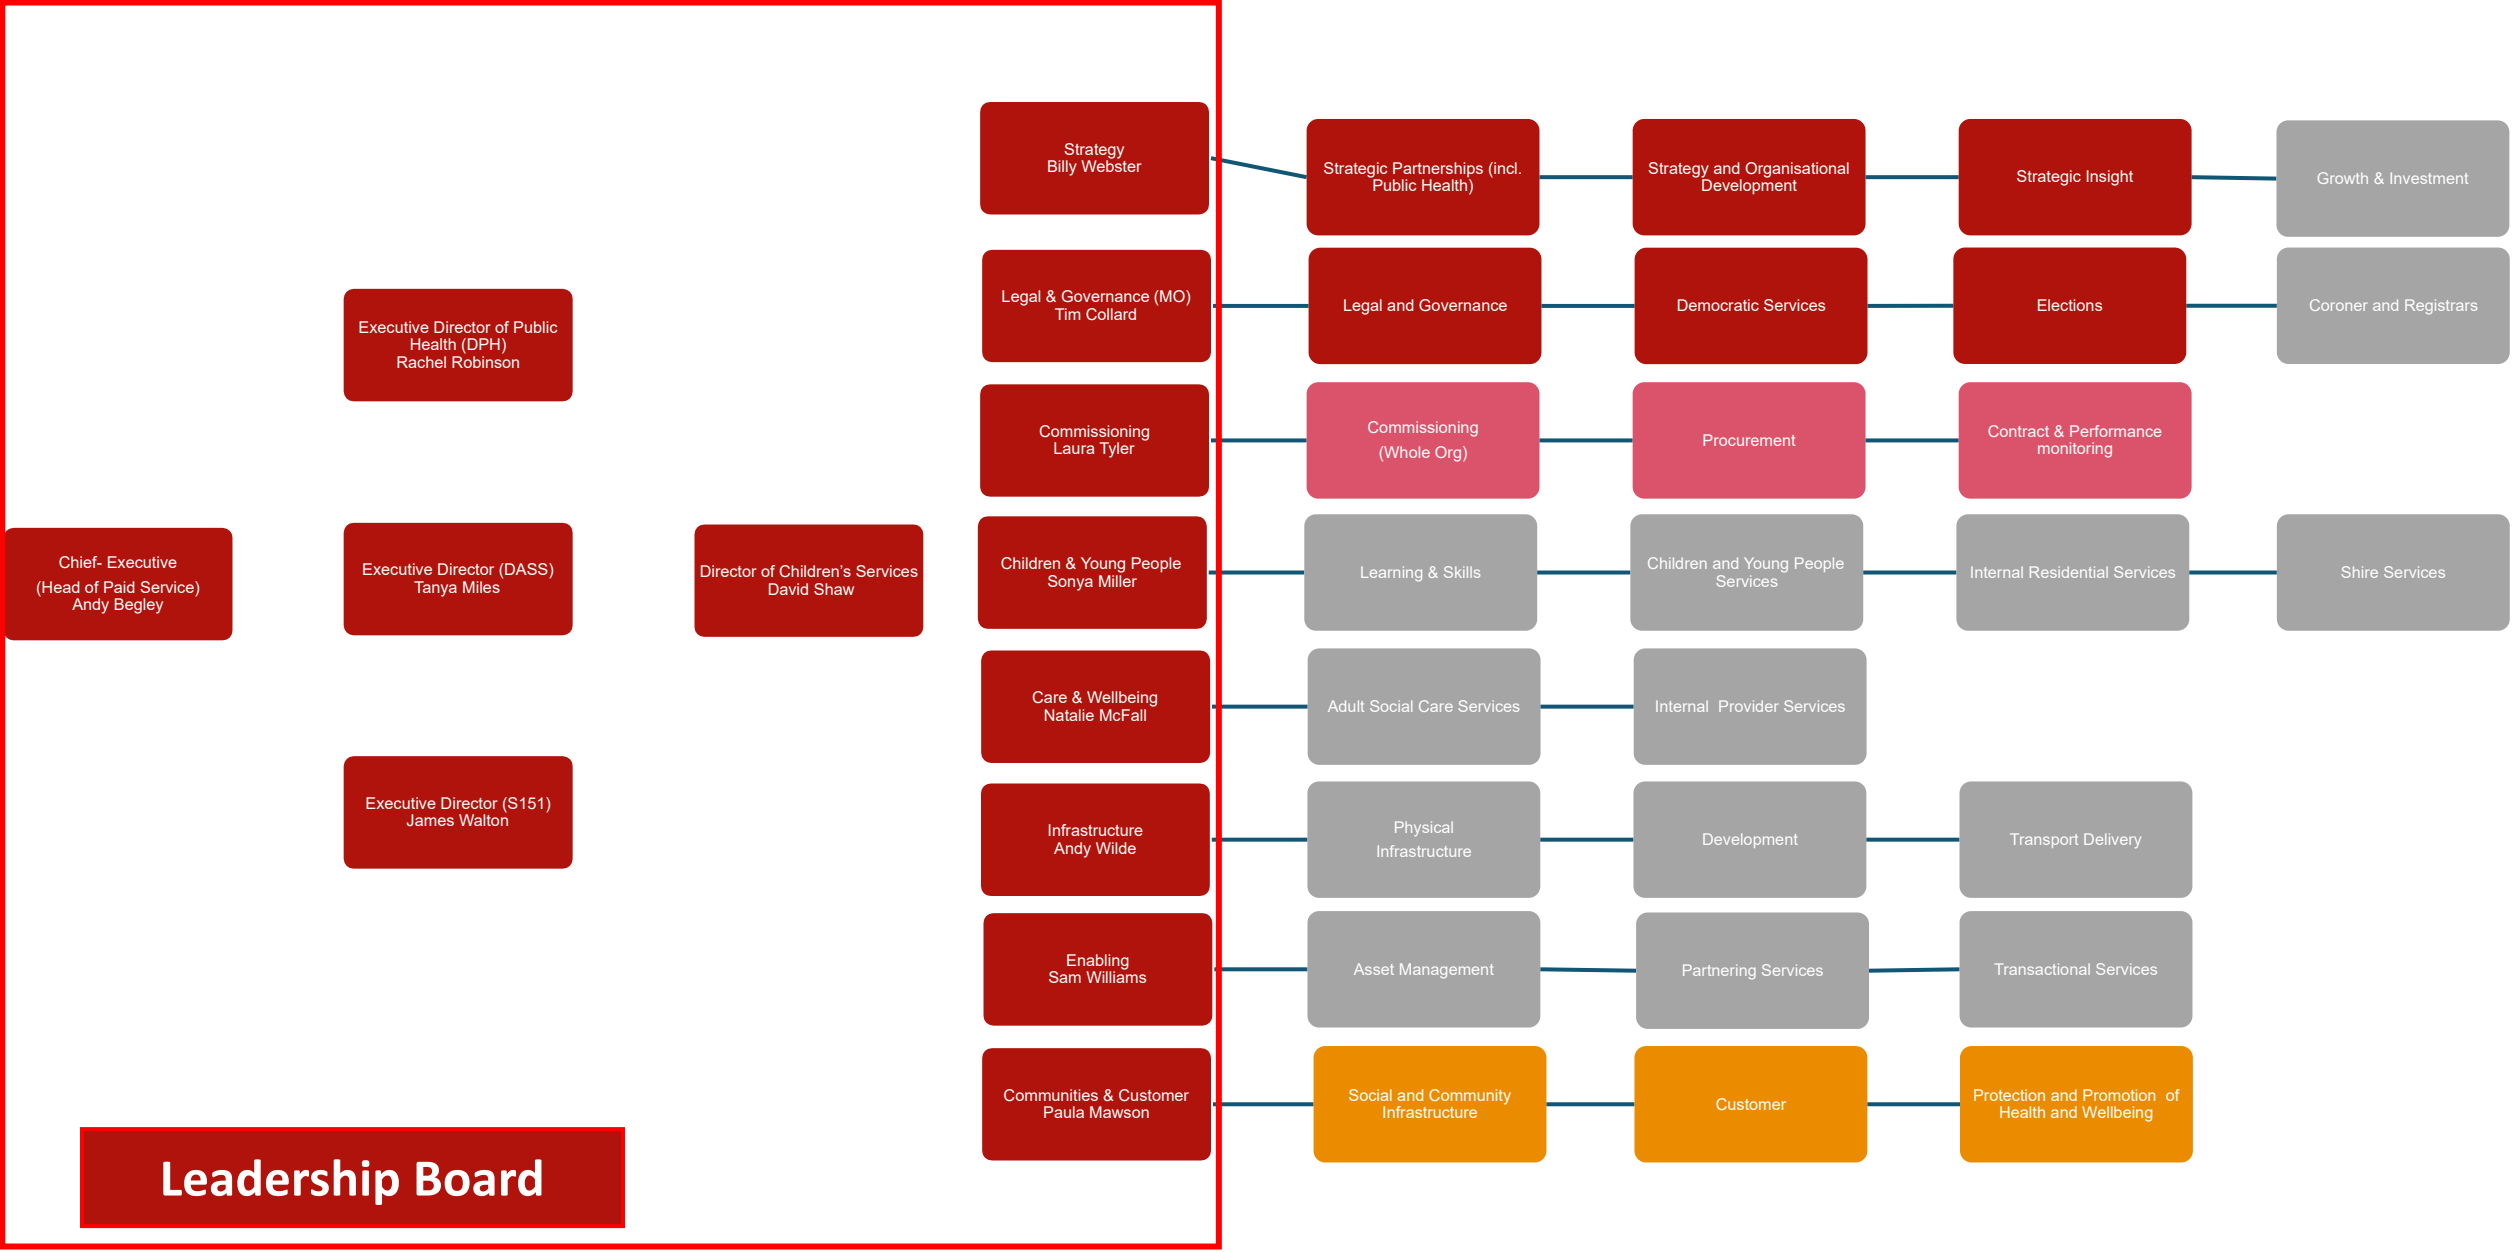 Chief- Executive
(Head of Paid Service)
Andy Begley
Executive Director of Public
Health (DPH)
Rachel Robinson
Executive Director (DASS)
Tanya Miles
Executive Director (S151)
James Walton
Director of Children’s Services
David Shaw
Strategy
Billy Webster
Strategic Partnerships (incl.
Public Health)
Strategy and Organisational
Development
Strategic Insight
Growth & Investment
Legal & Governance (MO)
Tim Collard
Legal and Governance
Democratic Services
Elections
Coroner and Registrars
Commissioning
Laura Tyler
Commissioning
(Whole Org)
Procurement
Contract & Performance
monitoring
Children & Young People
Sonya Miller
Learning & Skills
Children and Young People
Services
Internal Residential Services
Shire Services
Care & Wellbeing
Natalie McFall
Adult Social Care Services
Internal  Provider Services
Infrastructure
Andy Wilde
Physical
Infrastructure
Development
Transport Delivery
Enabling
Sam Williams
Asset Management
Partnering Services
Transactional Services
Communities & Customer
Paula Mawson
Social and Community
Infrastructure
Customer
Protection and Promotion  of
Health and Wellbeing
Leadership Board